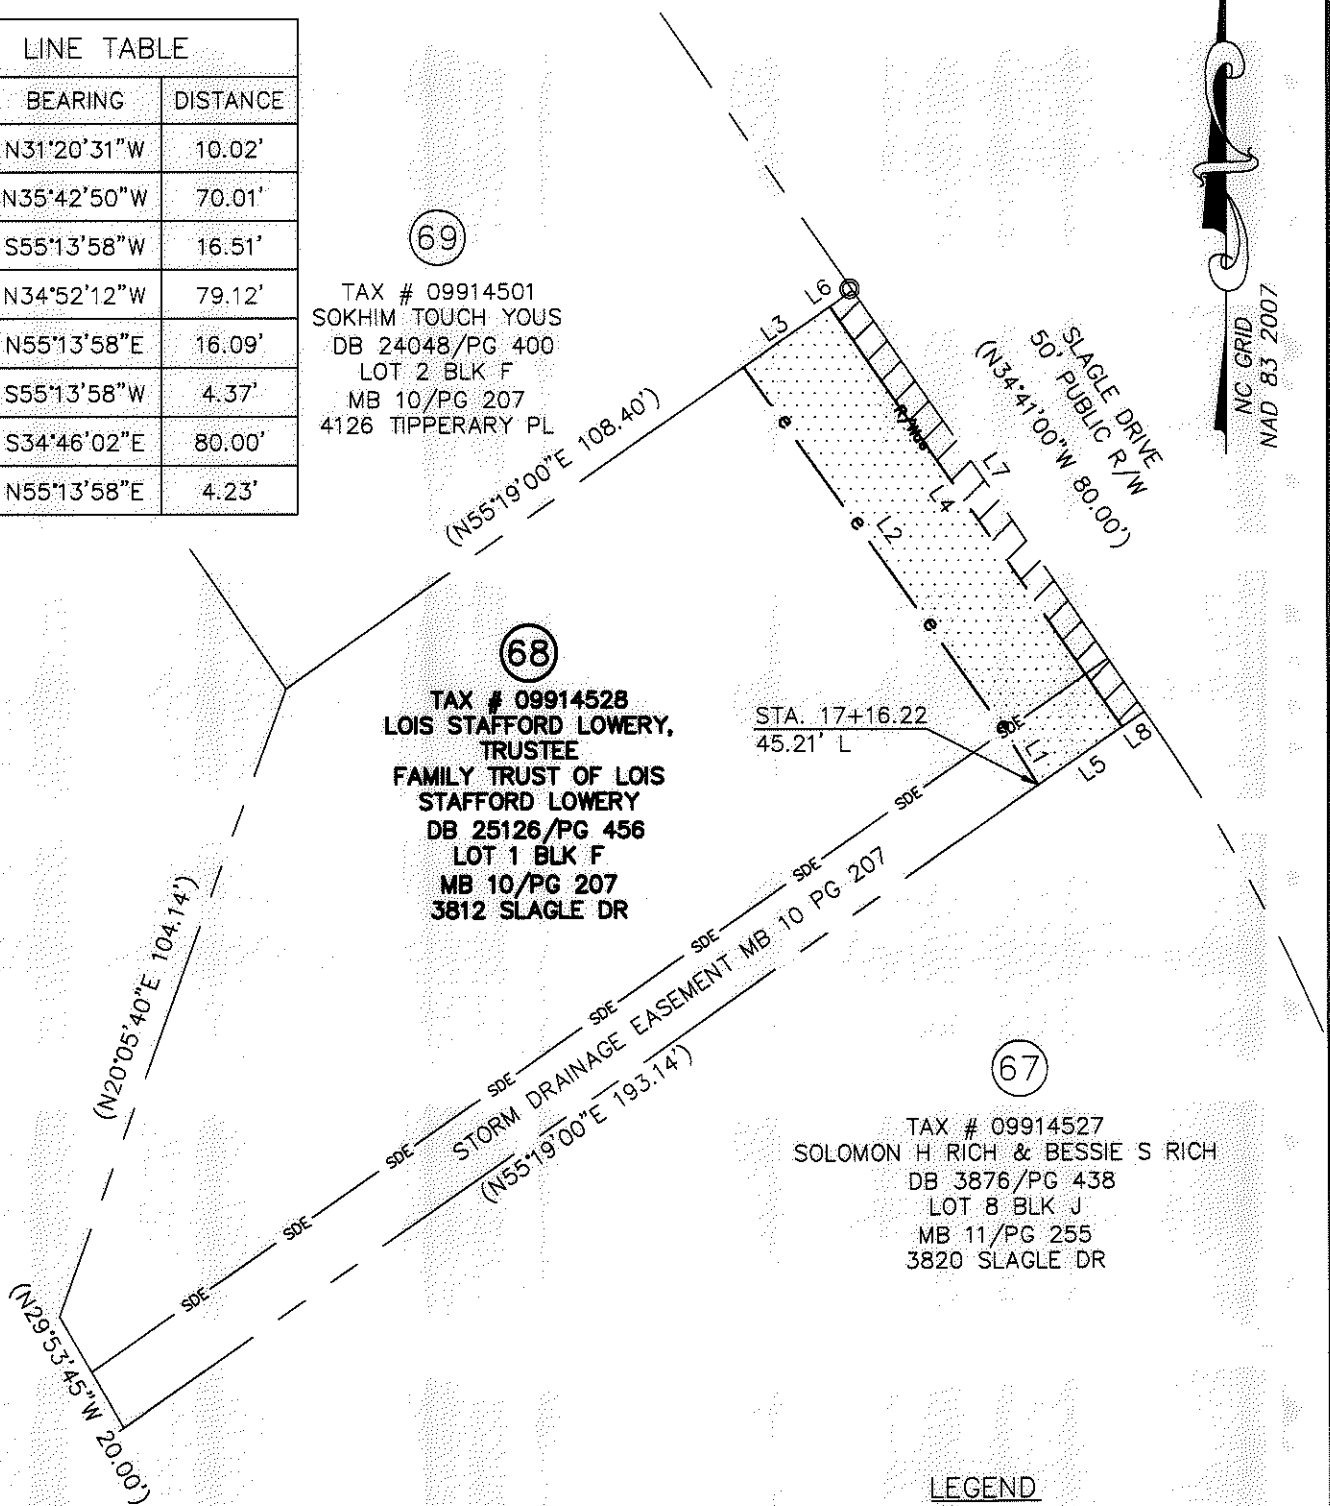 LINE TABLE
BEARING DISTANCE
N31°20'31"W 10.02'
N35°42'50"W 70.01'
S55°13'58"W 16.51'
N34°52'12"W 79.12'
N55°13'58"E 16.09'
S55°13'58"W 4.37'
S34°46'02"E 80.00'
N55°13'58"E 4.23'
69
TAX # 09914501
SOKHIM TOUCH YOUS
DB 24048/PG 400
LOT 2 BLK F
MB 10/PG 207
4126 TIPPERARY PL
L6
L3
NC GRID
NAD 83 2007
SLAGLE DRIVE
50' PUBLIC R/W
(N34°41'00"W 80.00')
(N55°19'00"E 108.40')
e
L7
L4
e
L2
e
68
TAX # 09914528
LOIS STAFFORD LOWERY,
TRUSTEE
FAMILY TRUST OF LOIS
STAFFORD LOWERY
DB 25126/PG 456
LOT 1 BLK F
MB 10/PG 207
3812 SLAGLE DR
STA. 17+16.22
45.21' L
e
SDE
L1
L8
L5
SDE
SDE
SDE
SDE
SDE
SDE
SDE
SDE
STORM DRAINAGE EASEMENT MB 10 PG 207
(N55°19'00"E 193.14')
(N20°05'40"E 104.14')
(N29°53'45"W 20.00')
67
TAX # 09914527
SOLOMON H RICH & BESSIE S RICH
DB 3876/PG 438
LOT 8 BLK J
MB 11/PG 255
3820 SLAGLE DR
LEGEND